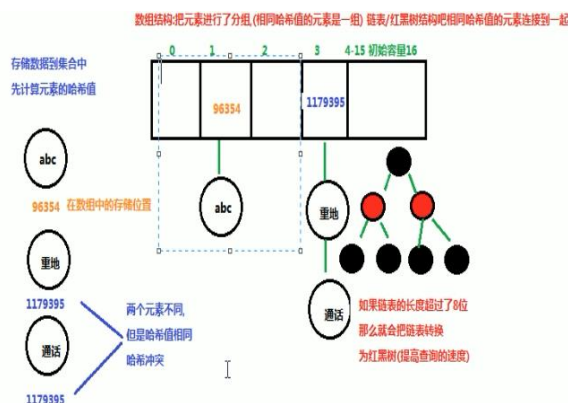 数组结构:把元素进行了分组,(相同哈希值的元素是一组) 链表/红黑树结构吧相同哈希值的元素连接到一起
0 1 2 3 4-15 初始容量16
存储数据到集合中
先计算元素的哈希值
96354
1179395
abc
96354 在数组中的存储位置
abc
重地
重地
1179395
两个元素不同,
但是哈希值相同
哈希冲突
通话
通话
如果链表的长度超过了8位
那么就会把链表转换
为红黑树(提高查询的速度)
1179395